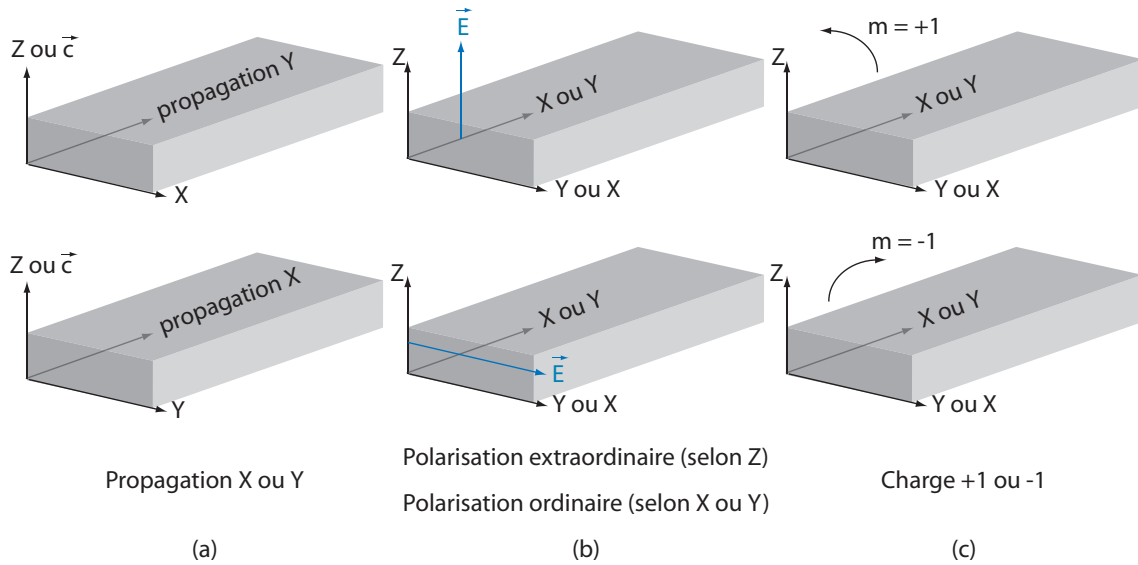 Z ou c
propagation Y
X
E
Z
X ou Y
Y ou X
m = +1
Z
X ou Y
Y ou X
Z ou c
propagation X
Y
Z
X ou Y
E
Y ou X
m = -1
Z
X ou Y
Y ou X
Propagation X ou Y
Polarisation extraordinaire (selon Z)
Polarisation ordinaire (selon X ou Y)
Charge +1 ou -1
(a)
(b)
(c)